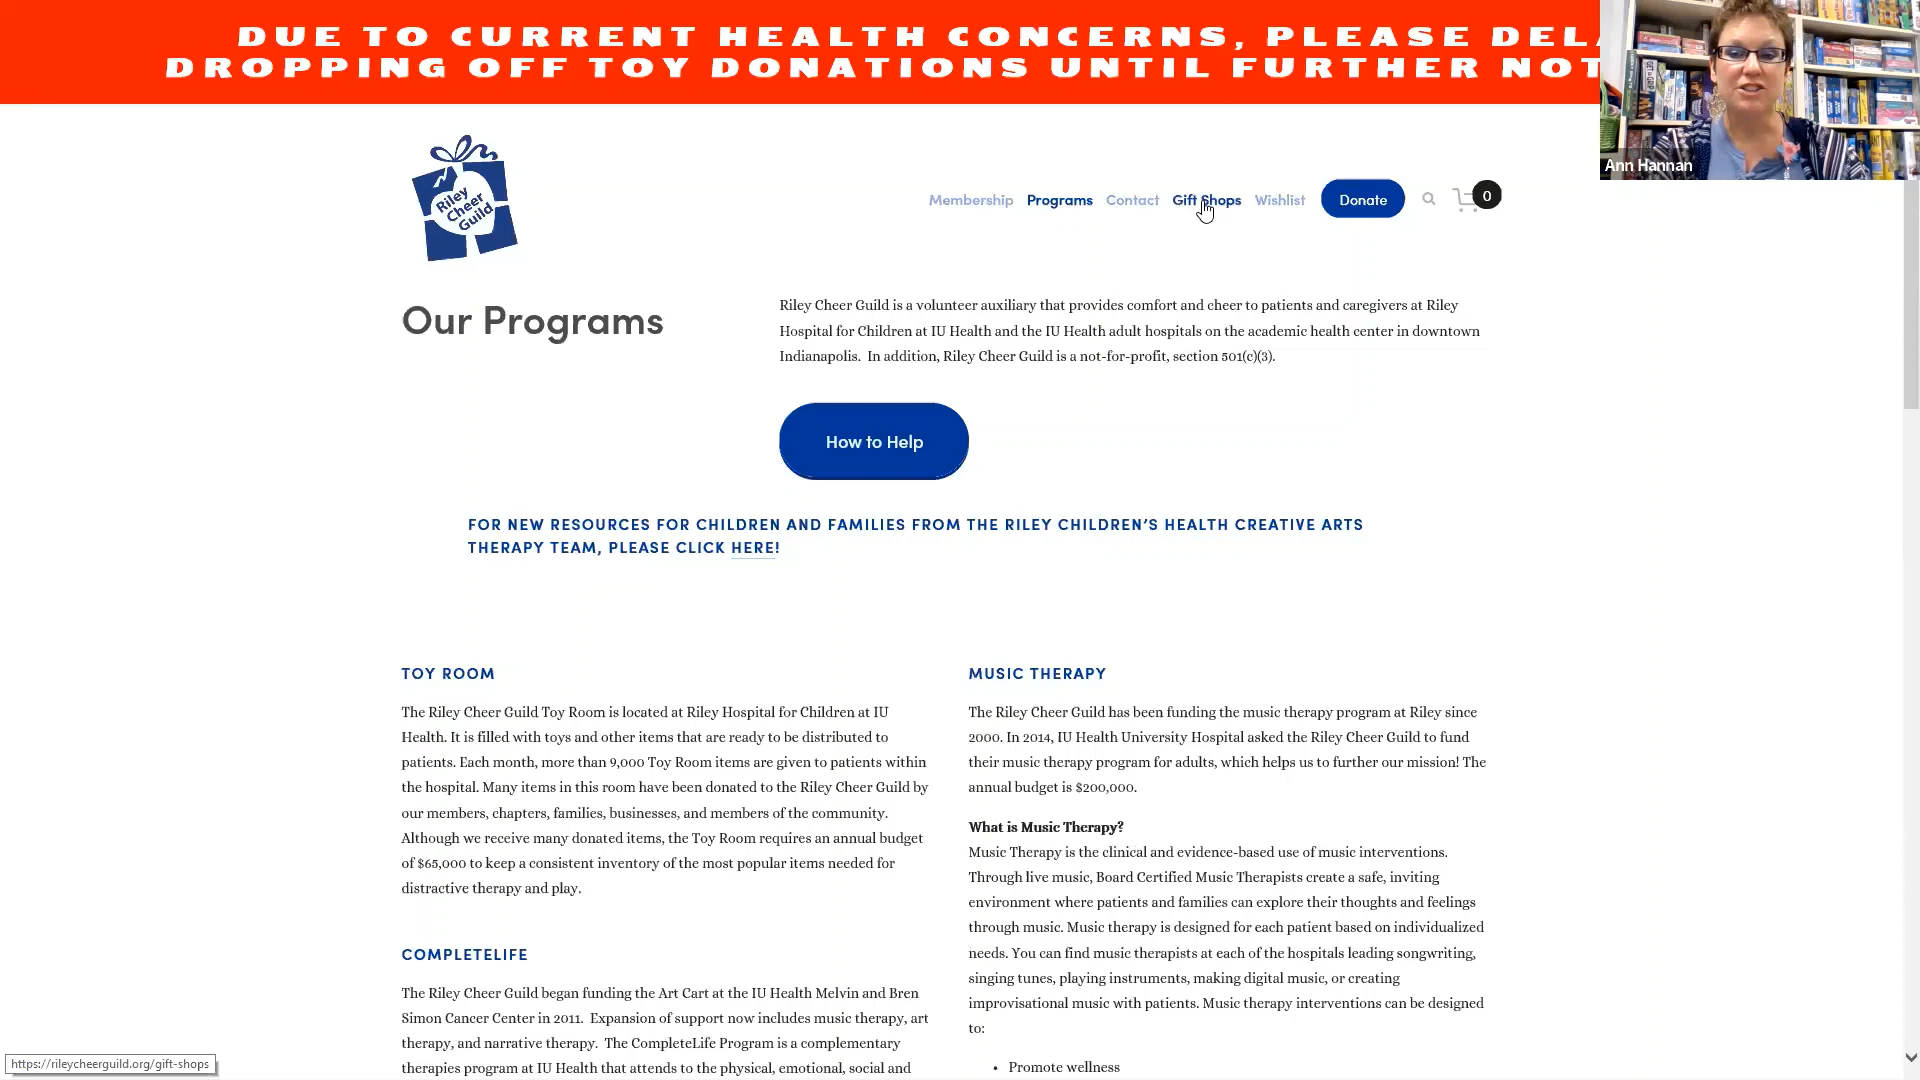 DUE TO CURRENT HEALTH CONCERNS, PLEASE
DROPPING OFF TOY DONATIONS UNTIL FURTHER
Ann Hannan
Riley
Cheer
Guild
Membership Programs Contact Gift Shops Wishlist Donate 0
Our Programs
Riley Cheer Guild is a volunteer auxiliary that provides comfort and cheer to patients and caregivers at Riley
Hospital for Children at IU Health and the IU Health adult hospitals on the academic health center in downtown
Indianapolis.  In addition, Riley Cheer Guild is a not-for-profit, section 501(c)(3).
How to Help
FOR NEW RESOURCES FOR CHILDREN AND FAMILIES FROM THE RILEY CHILDREN'S HEALTH CREATIVE ARTS
THERAPY TEAM, PLEASE CLICK HERE!
TOY ROOM
The Riley Cheer Guild Toy Room is located at Riley Hospital for Children at IU
Health. It is filled with toys and other items that are ready to be distributed to
patients. Each month, more than 9,000 Toy Room items are given to patients within
the hospital. Many items in this room have been donated to the Riley Cheer Guild by
our members, chapters, families, businesses, and members of the community.
Although we receive many donated items, the Toy Room requires an annual budget
of $65,000 to keep a consistent inventory of the most popular items needed for
distractive therapy and play.
COMPLETELIFE
The Riley Cheer Guild began funding the Art Cart at the IU Health Melvin and Bren
Simon Cancer Center in 2011.  Expansion of support now includes music therapy, art
therapy, and narrative therapy.  The CompleteLife Program is a complementary
therapies program at IU Health that attends to the physical, emotional, social and
MUSIC THERAPY
The Riley Cheer Guild has been funding the music therapy program at Riley since
2000. In 2014, IU Health University Hospital asked the Riley Cheer Guild to fund
their music therapy program for adults, which helps us to further our mission! The
annual budget is $200,000.
What is Music Therapy?
Music Therapy is the clinical and evidence-based use of music interventions.
Through live music, Board Certified Music Therapists create a safe, inviting
environment where patients and families can explore their thoughts and feelings
through music. Music therapy is designed for each patient based on individualized
needs. You can find music therapists at each of the hospitals leading songwriting,
singing tunes, playing instruments, making digital music, or creating
improvisational music with patients. Music therapy interventions can be designed
to:
• Promote wellness
https://rileycheerguild.org/gift-shops